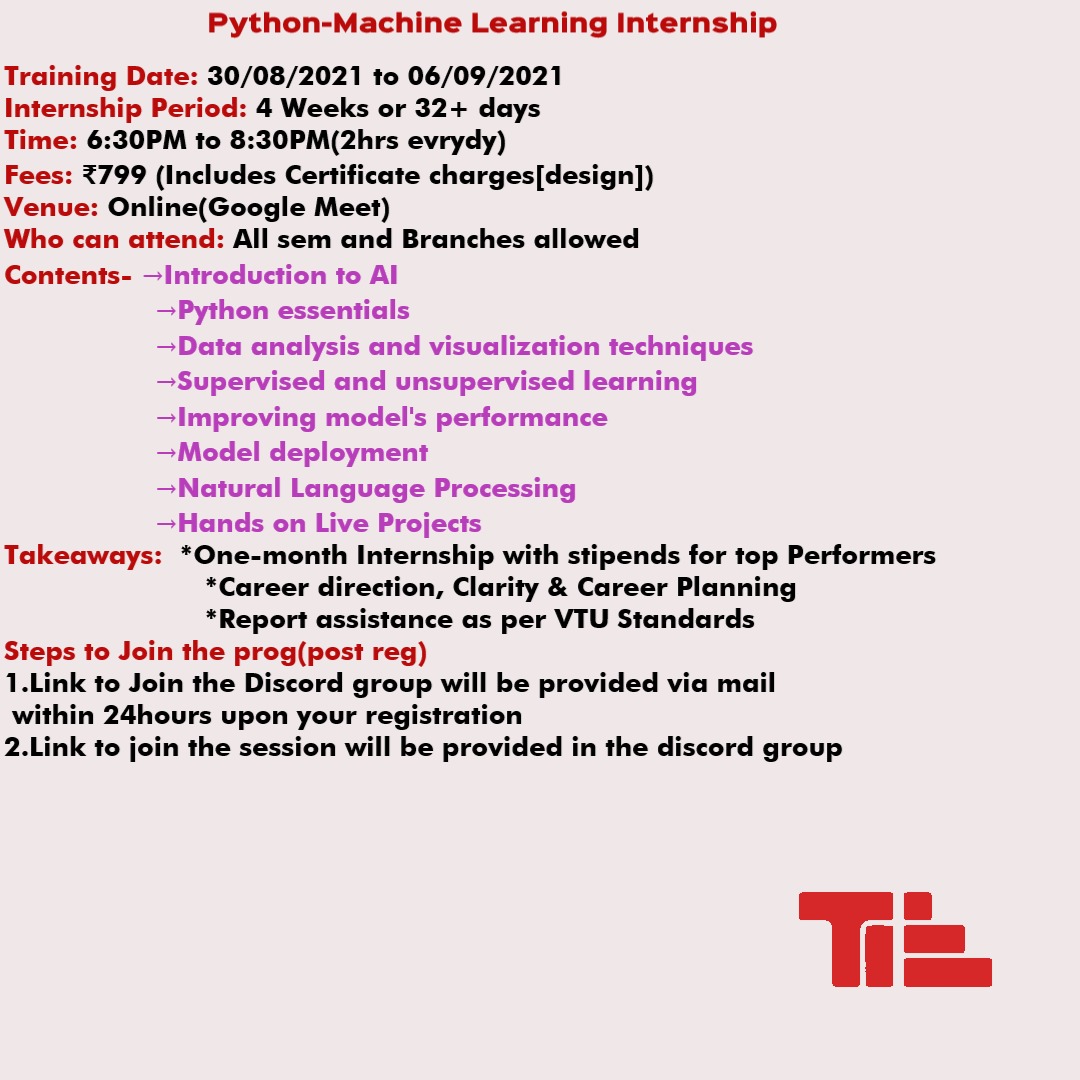 Python-Machine Learning Internship
Training Date: 30/08/2021 to 06/09/2021
Internship Period: 4 Weeks or 32+ days
Time: 6:30PM to 8:30PM(2hrs evrydy)
Fees: ₹799 (Includes Certificate charges[design])
Venue: Online(Google Meet)
Who can attend: All sem and Branches allowed
Contents- →Introduction to AI
→Python essentials
→Data analysis and visualization techniques
→Supervised and unsupervised learning
→Improving model's performance
→Model deployment
→Natural Language Processing
→Hands on Live Projects
Takeaways: *One-month Internship with stipends for top Performers
*Career direction, Clarity & Career Planning
*Report assistance as per VTU Standards
Steps to Join the prog(post reg)
1.Link to Join the Discord group will be provided via mail
within 24hours upon your registration
2.Link to join the session will be provided in the discord group